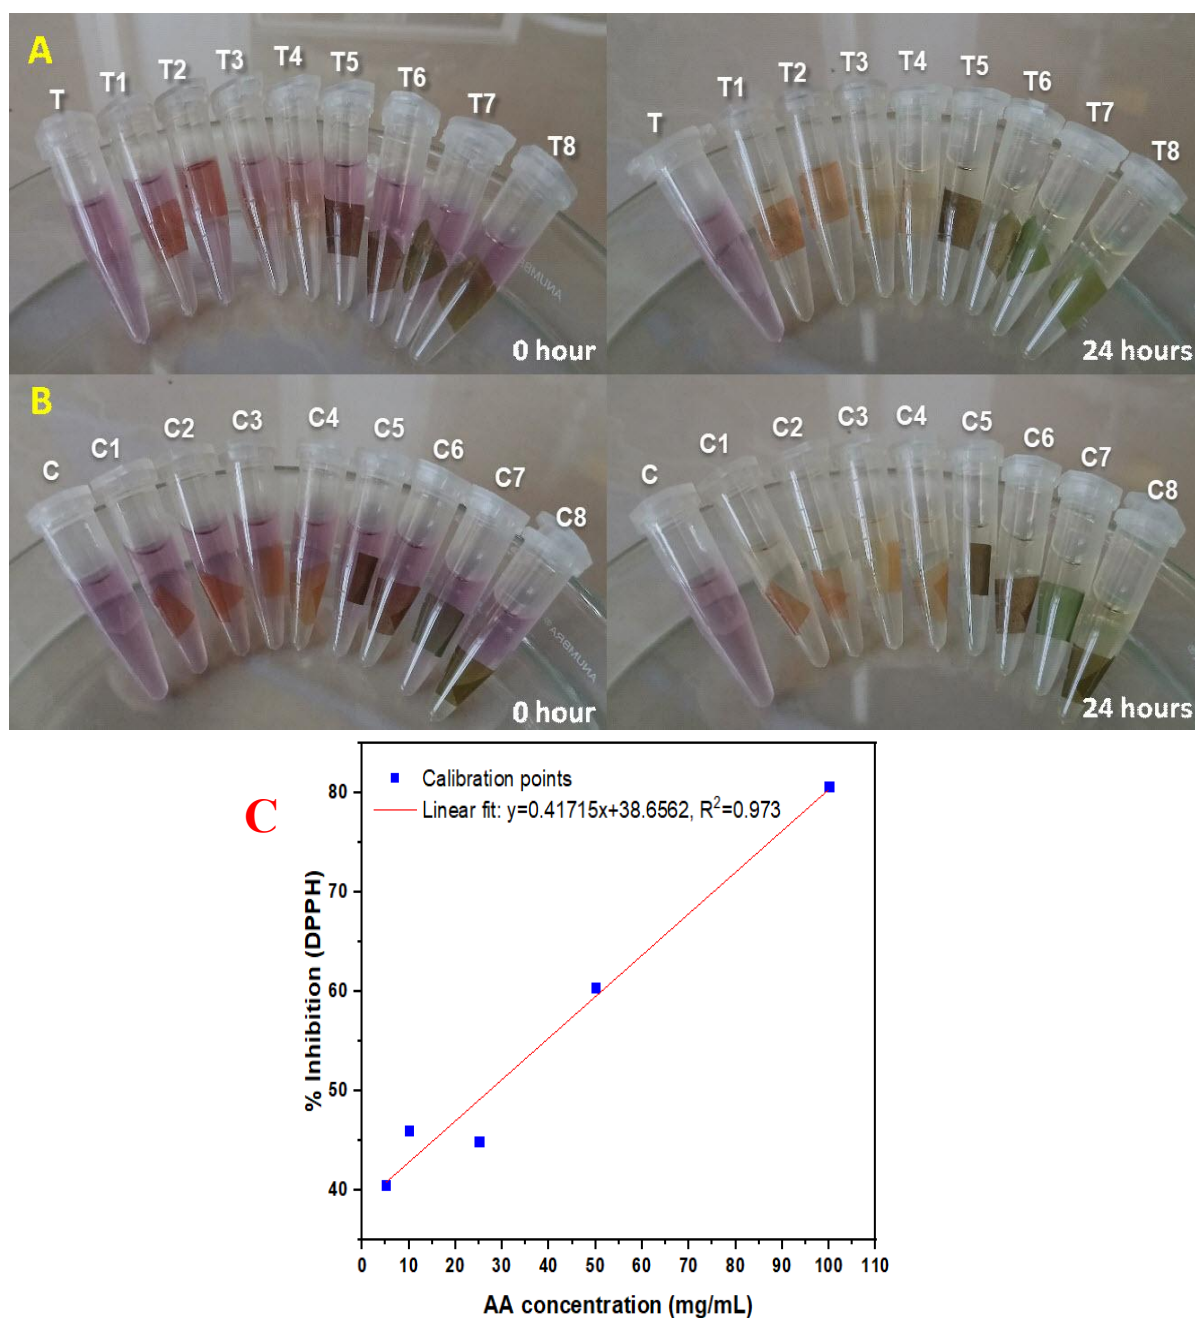 A
T T1 T2 T3 T4 T5 T6 T7 T8
0 hour
T T1 T2 T3 T4 T5 T6 T7 T8
24 hours
B
C C1 C2 C3 C4 C5 C6 C7 C8
ANUMBRA®
0 hour
C C1 C2 C3 C4 C5 C6 C7 C8
24 hours
C
Calibration points
Linear fit: y=0.41715x+38.6562, R²=0.973
% Inhibition (DPPH)
80
70
60
50
40
0 10 20 30 40 50 60 70 80 90 100 110
AA concentration (mg/mL)